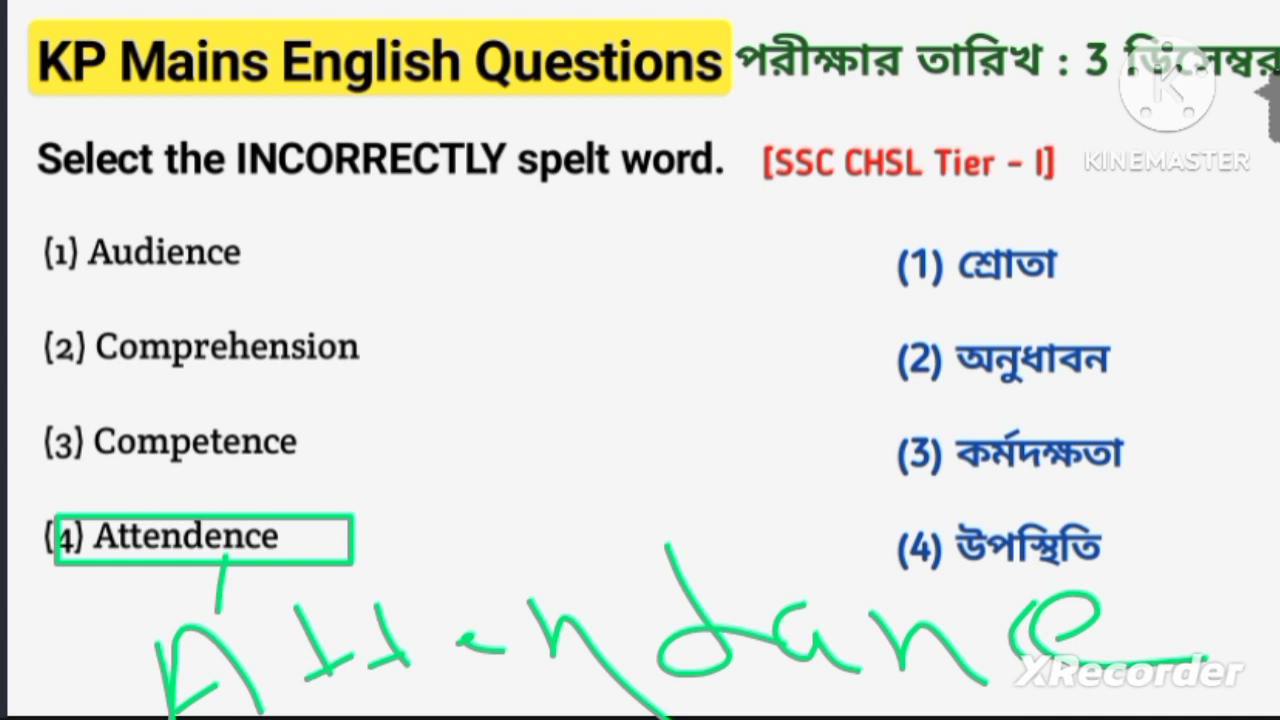 KP Mains English Questions পরীক্ষার তারিখ : 3 ডিসেম্বর
KINEMASTER
Select the INCORRECTLY spelt word. [SSC CHSL Tier - I]
(1) Audience (1) শ্রোতা
(2) Comprehension (2) অনুধাবন
(3) Competence (3) কর্মদক্ষতা
(4) Attendence (4) উপস্থিতি
Attendance
XRecorder